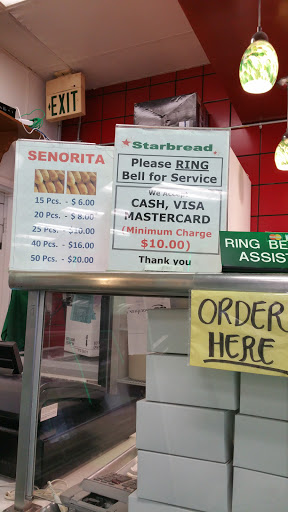 EXIT
SENORITA
15 Pcs. - $ 6.00
20 Pcs. - $ 8.00
25 Pcs. - $10.00
40 Pcs. - $16.00
50 Pcs. - $20.00
Starbread
Please RING
Bell for Service
We Accept
CASH, VISA
MASTERCARD
(Minimum Charge
$10.00)
Thank you
RING BE
ASSIST
ORDER
HERE